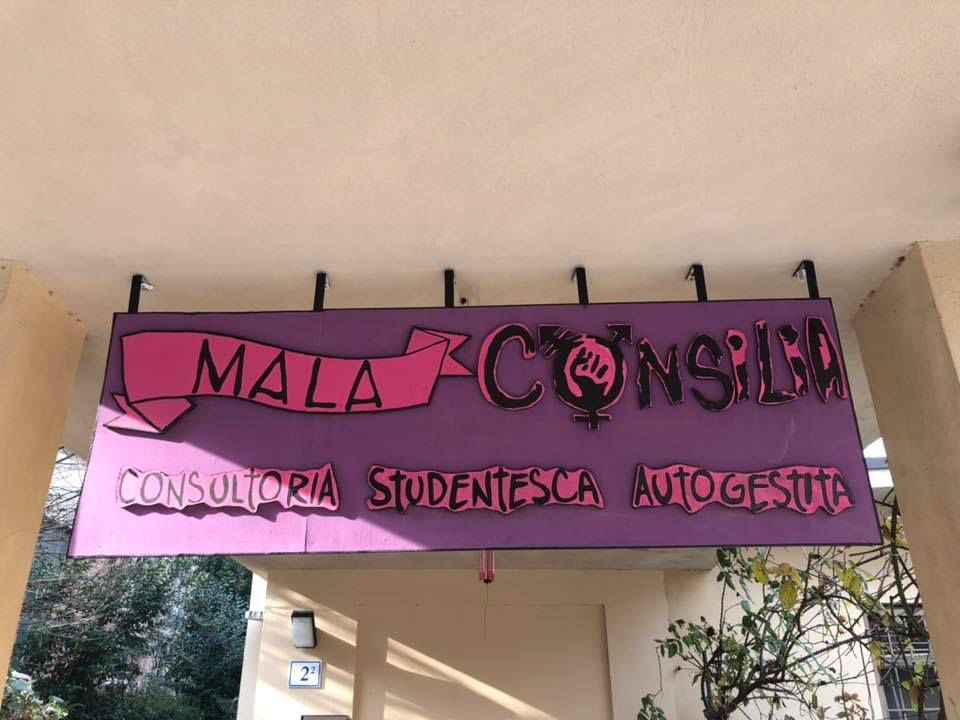 MALA CONSILIA
CONSULTORIA STUDENTESCA AUTOGESTITA
2²